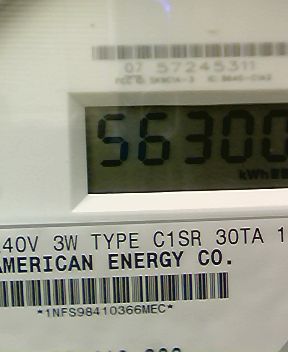 07 57245311
56300
kWh
40V 3W TYPE C1SR 30TA 1
AMERICAN ENERGY CO.
*1NFS98410366MEC*